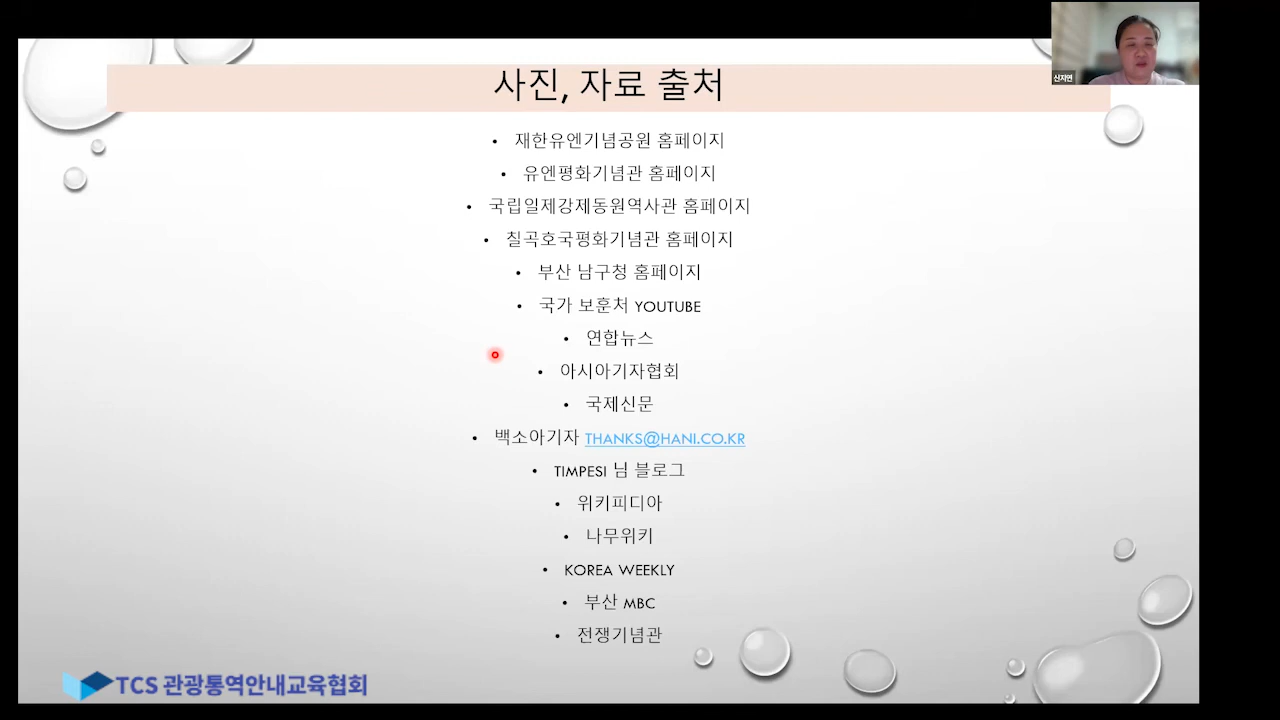 사진, 자료 출처
신지연
• 재한유엔기념공원 홈페이지
• 유엔평화기념관 홈페이지
• 국립일제강제동원역사관 홈페이지
• 칠곡호국평화기념관 홈페이지
• 부산 남구청 홈페이지
• 국가 보훈처 YOUTUBE
• 연합뉴스
• 아시아기자협회
• 국제신문
• 백소아기자 THANKS@HANI.CO.KR
• TIMPESI 님 블로그
• 위키피디아
• 나무위키
• KOREA WEEKLY
• 부산 MBC
• 전쟁기념관
TCS 관광통역안내교육협회